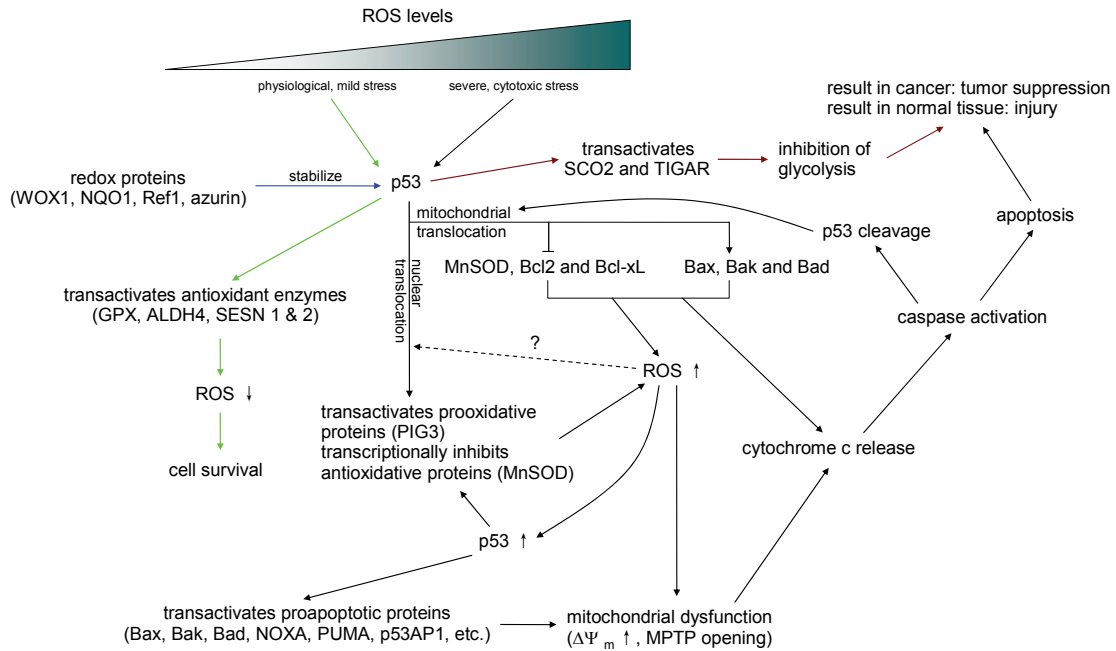 ROS levels
physiological, mild stress
severe, cytotoxic stress
result in cancer: tumor suppression
result in normal tissue: injury
transactivates
SCO2 and TIGAR
inhibition of
glycolysis
redox proteins
(WOX1, NQO1, Ref1, azurin)
stabilize
p53
mitochondrial
translocation
p53 cleavage
apoptosis
nuclear
translocation
MnSOD, Bcl2 and Bcl-xL
Bax, Bak and Bad
transactivates antioxidant enzymes
(GPX, ALDH4, SESN 1 & 2)
caspase activation
?
ROS ↓
ROS ↑
transactivates prooxidative
proteins (PIG3)
transcriptionally inhibits
antioxidative proteins (MnSOD)
cell survival
cytochrome c release
p53 ↑
transactivates proapoptotic proteins
(Bax, Bak, Bad, NOXA, PUMA, p53AP1, etc.)
mitochondrial dysfunction
(ΔΨ m ↑ , MPTP opening)